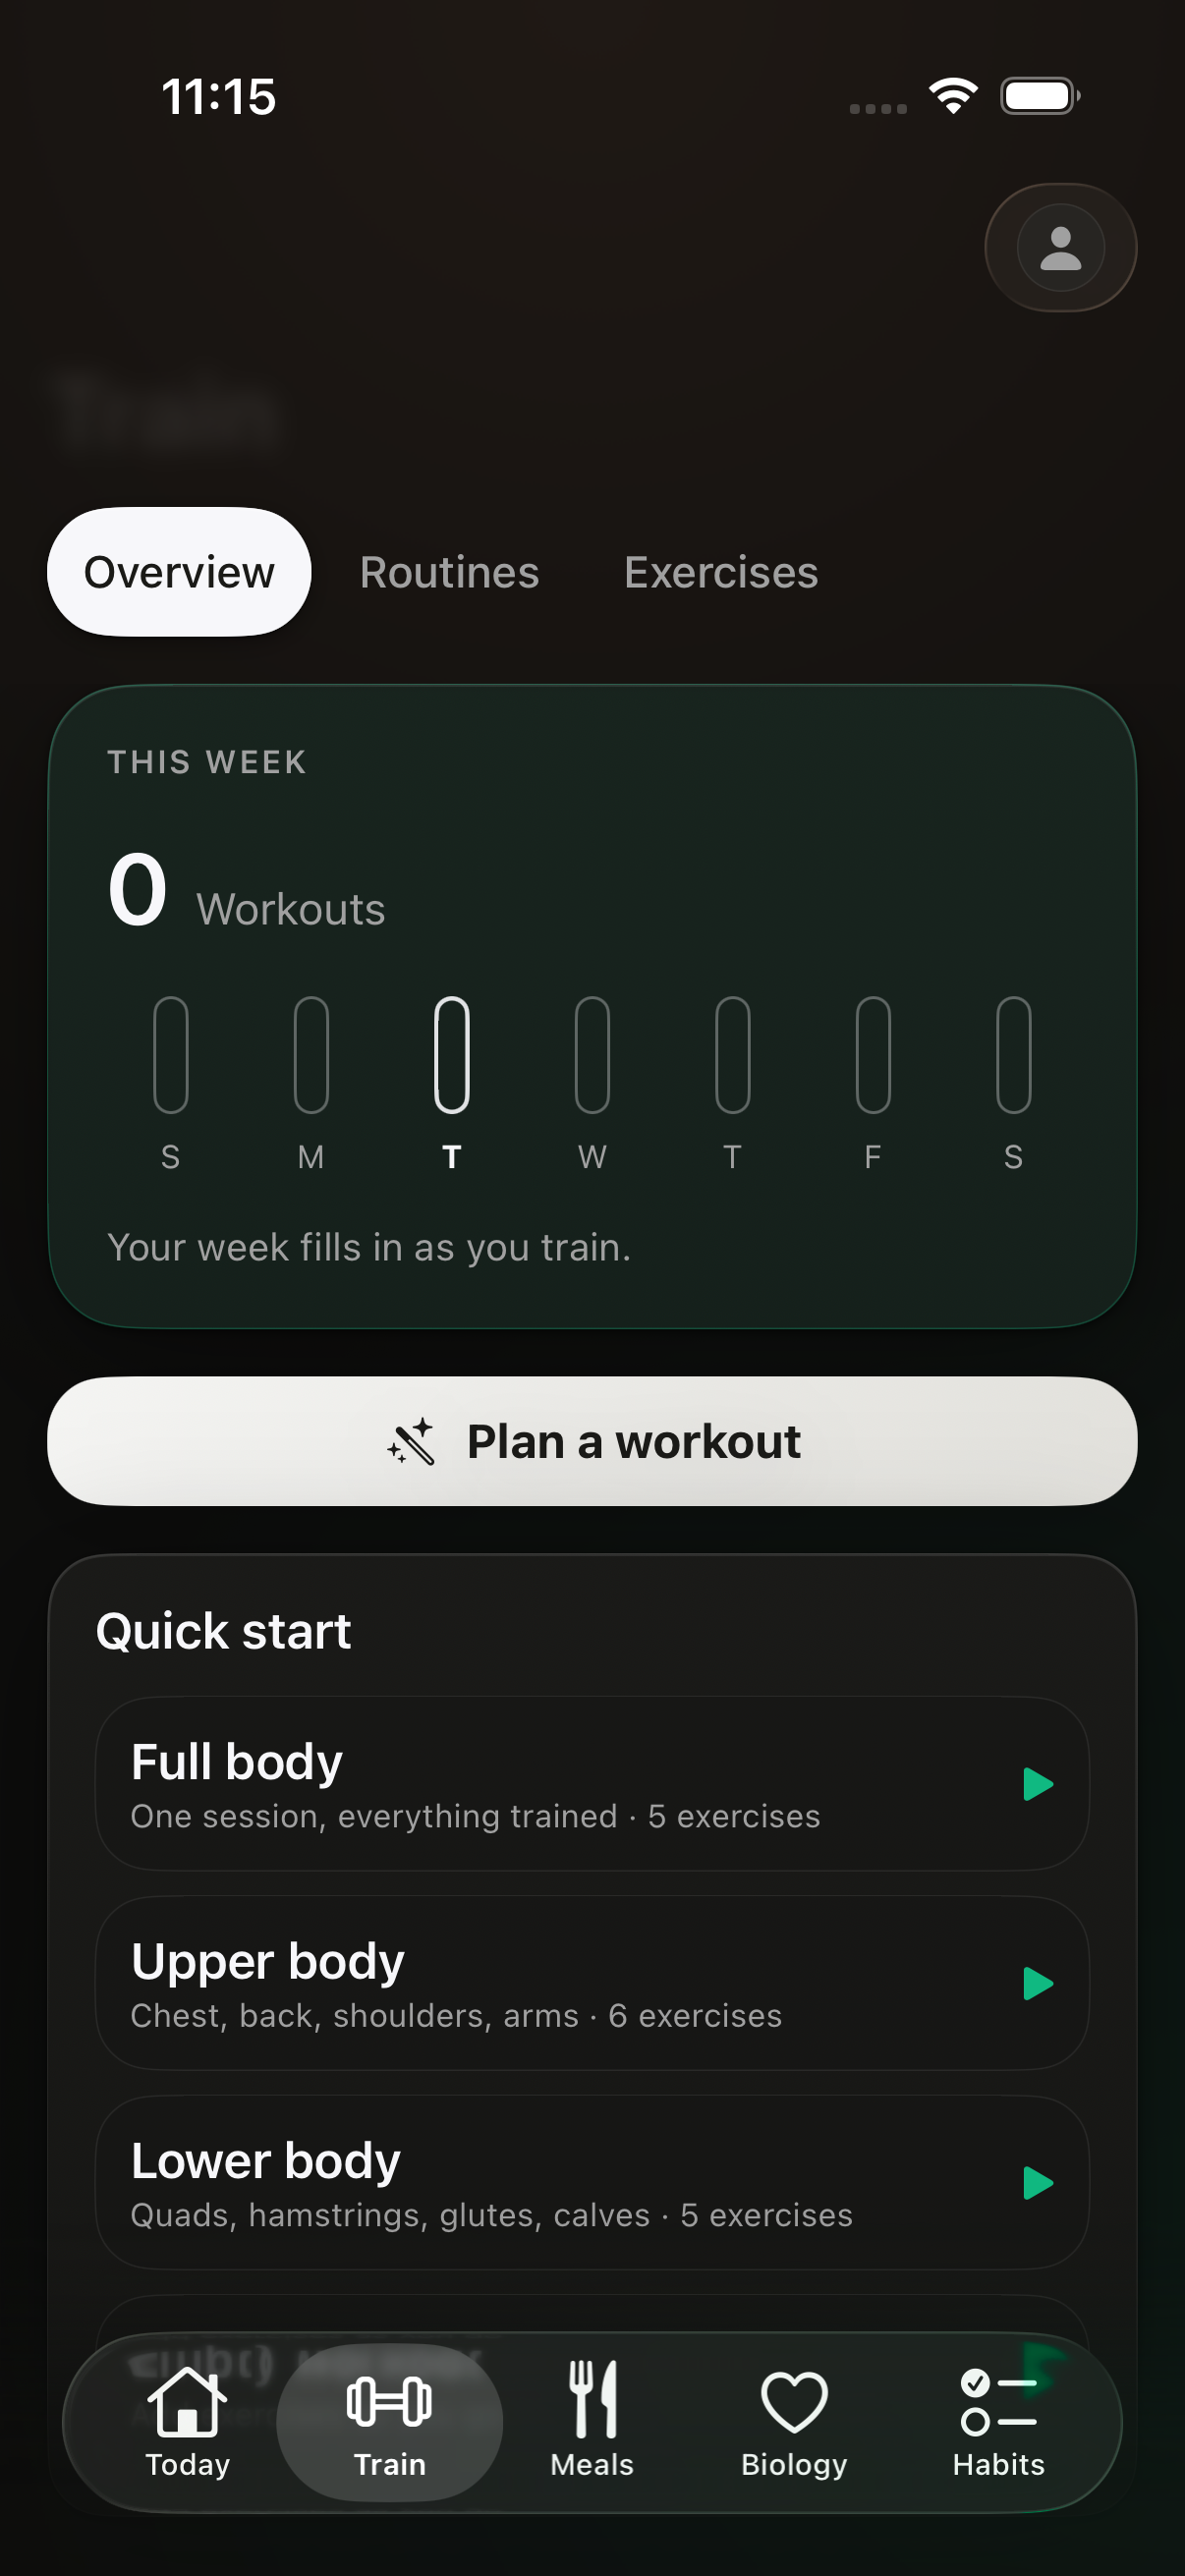 11:15
Train
Overview Routines Exercises
THIS WEEK
0 Workouts
S M T W T F S
Your week fills in as you train.
Plan a workout
Quick start
Full body
One session, everything trained · 5 exercises
Upper body
Chest, back, shoulders, arms · 6 exercises
Lower body
Quads, hamstrings, glutes, calves · 5 exercises
Today Train Meals Biology Habits